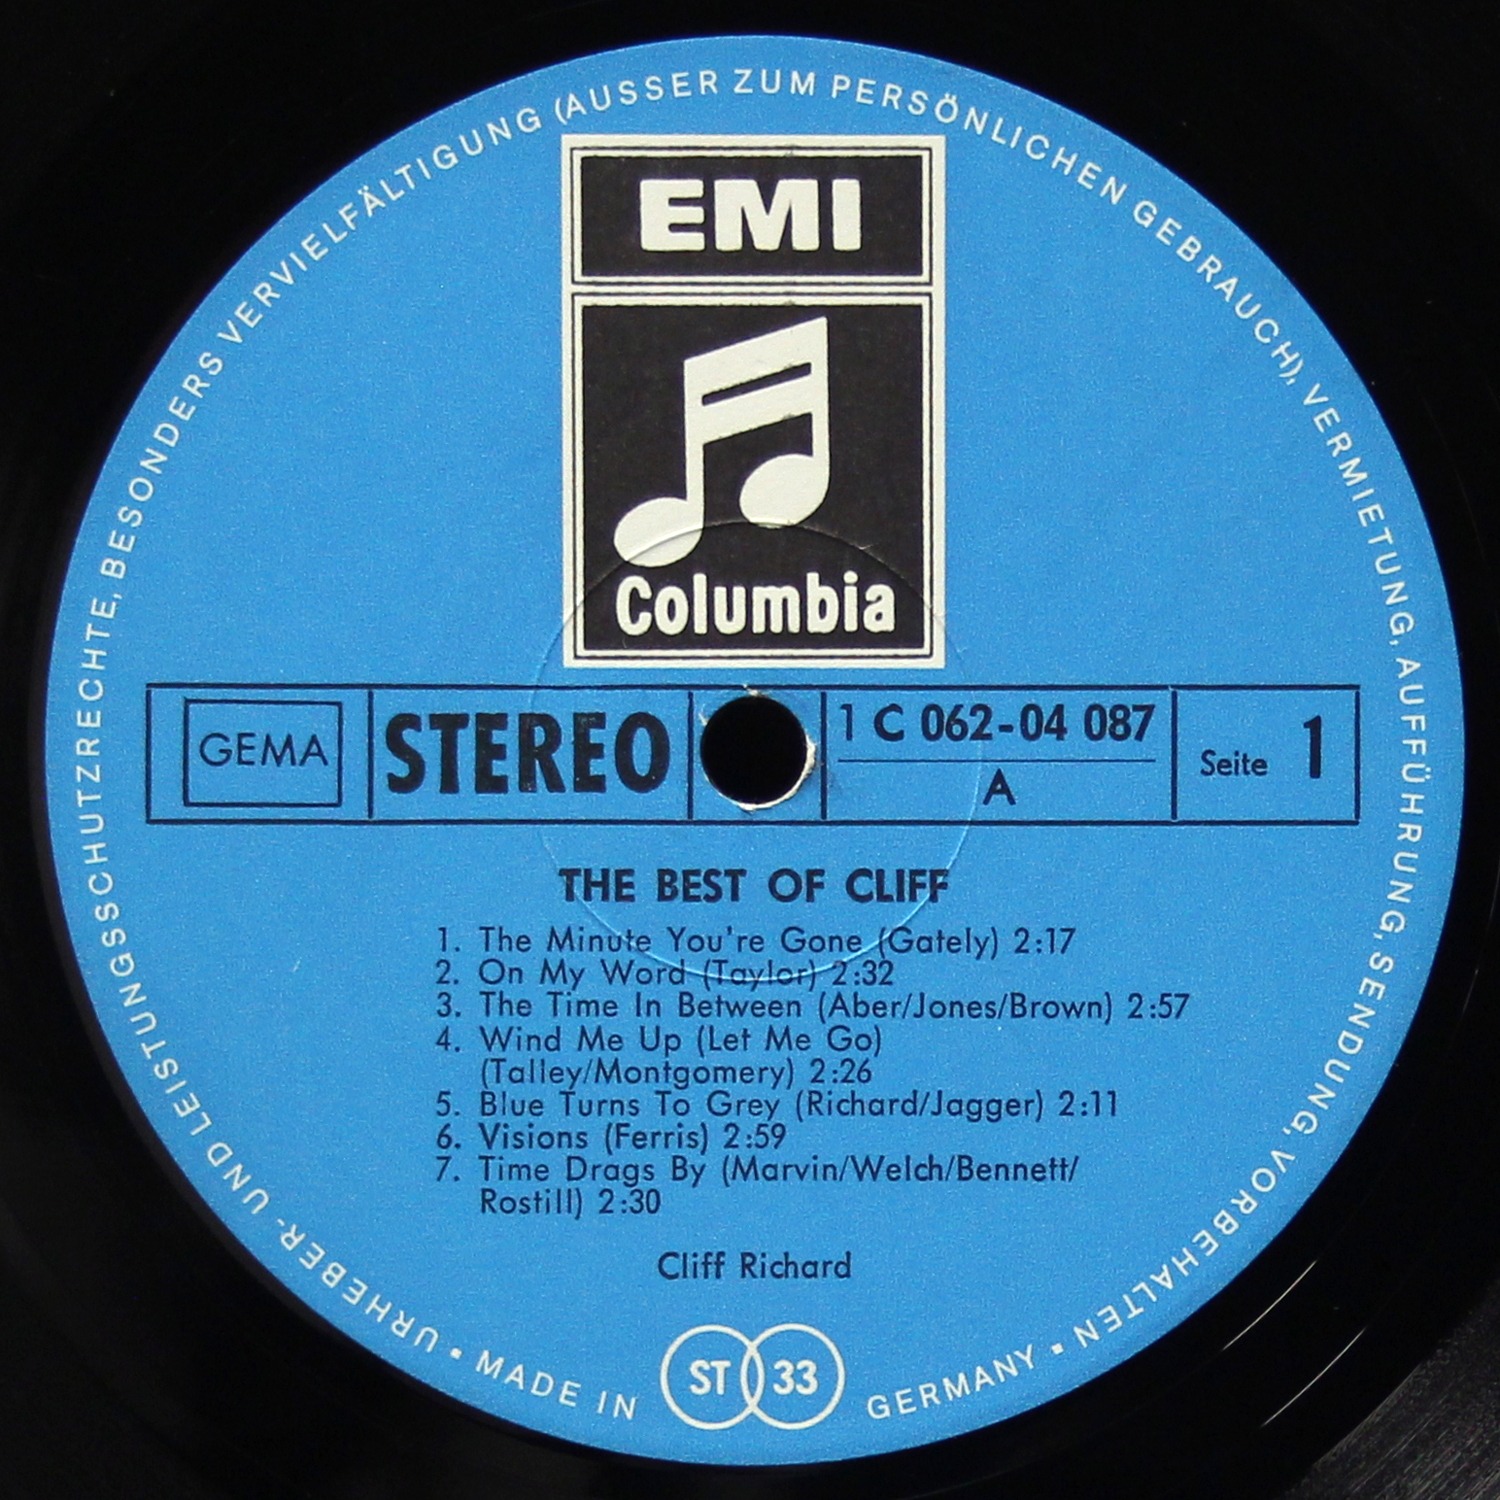 URHEBER- UND LEISTUNGSSCHUTZRECHTE, BESONDERS VERVIELFÄLTIGUNG (AUSSER ZUM PERSÖNLICHEN GEBRAUCH), VERMIETUNG, AUFFÜHRUNG, SENDUNG, VORBEHALTEN
EMI
Columbia
GEMA
STEREO
1 C 062-04 087
A
Seite 1
THE BEST OF CLIFF
1. The Minute You're Gone (Gately) 2:17
2. On My Word (Taylor) 2:32
3. The Time In Between (Aber/Jones/Brown) 2:57
4. Wind Me Up (Let Me Go)
(Talley/Montgomery) 2:26
5. Blue Turns To Grey (Richard/Jagger) 2:11
6. Visions (Ferris) 2:59
7. Time Drags By (Marvin/Welch/Bennett/
Rostill) 2:30
Cliff Richard
ST 33
• MADE IN GERMANY •